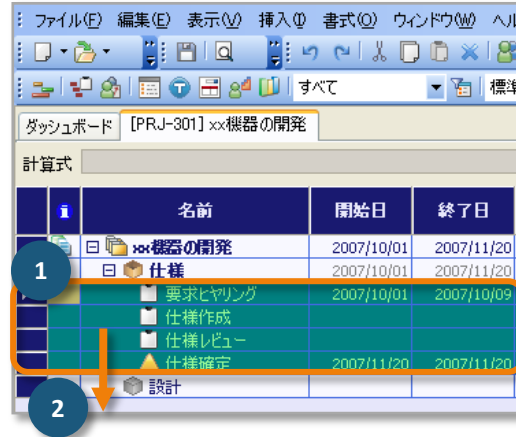 ファイル(F) 編集(E) 表示(V) 挿入(I) 書式(O) ウィンドウ(W) ヘル
すべて 標準
ダッシュボード [PRJ-301] xx機器の開発
計算式
名前 開始日 終了日
xx機器の開発 2007/10/01 2007/11/20
1
仕様 2007/10/01 2007/11/20
要求ヒヤリング 2007/10/01 2007/10/09
仕様作成
仕様レビュー
仕様確定 2007/11/20 2007/11/20
設計
2